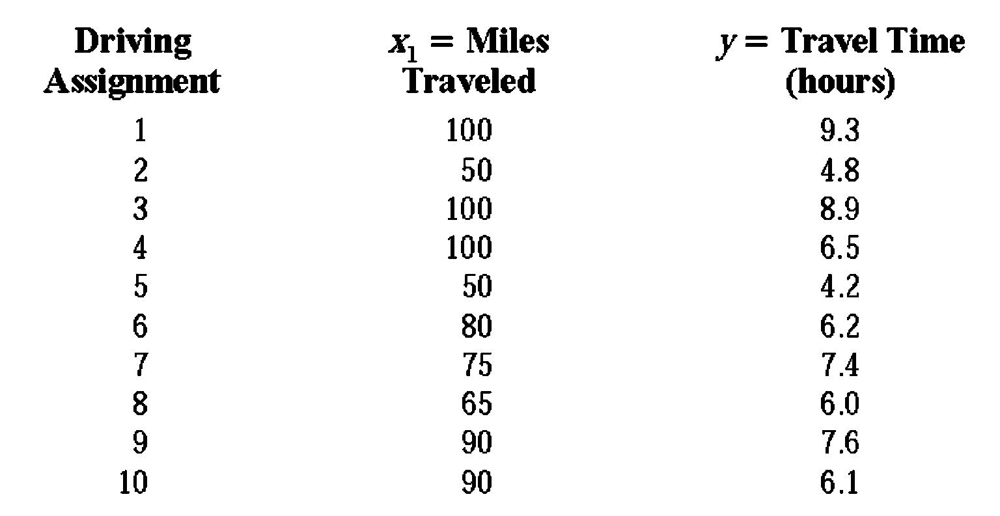 Driving x₁ = Miles y = Travel Time
Assignment Traveled (hours)
1 100 9.3
2 50 4.8
3 100 8.9
4 100 6.5
5 50 4.2
6 80 6.2
7 75 7.4
8 65 6.0
9 90 7.6
10 90 6.1